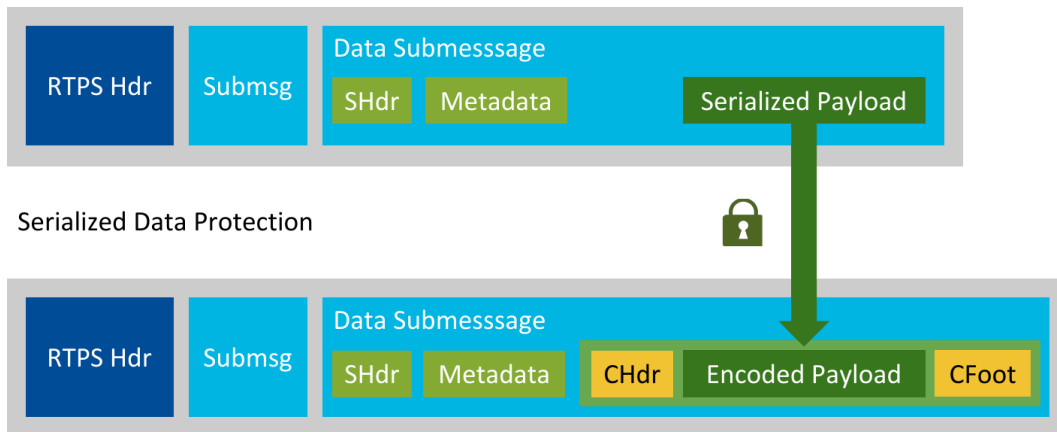 RTPS Hdr
Submsg
Data Submesssage
SHdr
Metadata
Serialized Payload
Serialized Data Protection
RTPS Hdr
Submsg
Data Submesssage
SHdr
Metadata
CHdr
Encoded Payload
CFoot